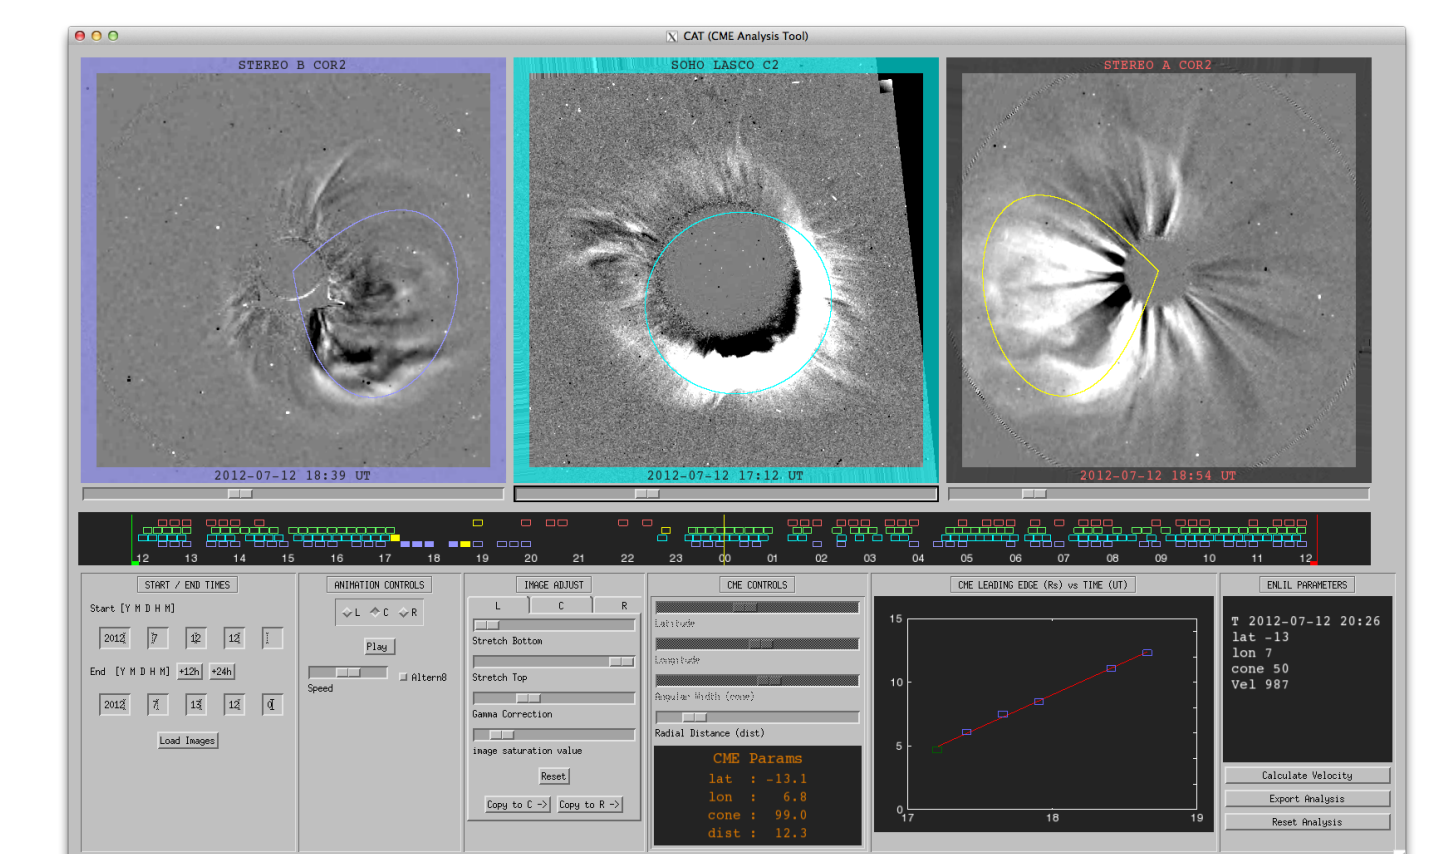 CAT (CME Analysis Tool)
STEREO B COR2
SOHO LASCO C2
STEREO A COR2
2012-07-12 18:39 UT
2012-07-12 17:12 UT
2012-07-12 18:54 UT
12 13 14 15 16 17 18 19 20 21 22 23 00 01 02 03 04 05 06 07 08 09 10 11 12
START / END TIMES
Start [Y M D H M]
2012 7 12 12
End [Y M D H M] +12h +24h
2012 7 13 12 0
Load Images
ANIMATION CONTROLS
L C R
Play
Speed
IMAGE ADJUST
L C R
Stretch Bottom
Stretch Top
Gamma Correction
image saturation value
Reset
Copy to C -> Copy to R ->
CME CONTROLS
Latitude
Longitude
Angular Width (cone)
Radial Distance (dist)
CME Params
lat : -13.1
lon : 6.8
cone : 99.0
dist : 12.3
CME LEADING EDGE (Rs) vs TIME (UT)
15
10
5
0
17 18 19
ENLIL PARAMETERS
T 2012-07-12 20:26
lat -13
lon 7
cone 50
Vel 987
Calculate Velocity
Export Analysis
Reset Analysis